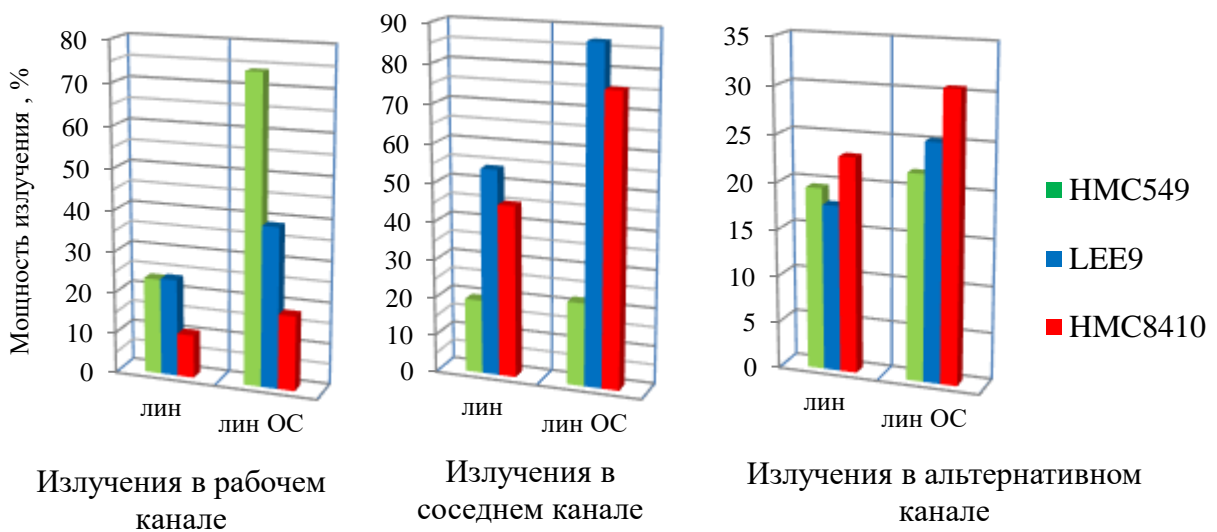 Мощность излучения , %
80
70
60
50
40
30
20
10
0
лин
лин ОС
Излучения в рабочем
канале
90
80
70
60
50
40
30
20
10
0
лин
лин ОС
Излучения в
соседнем канале
35
30
25
20
15
10
5
0
лин
лин ОС
Излучения в альтернативном
канале
HMC549
LEE9
HMC8410